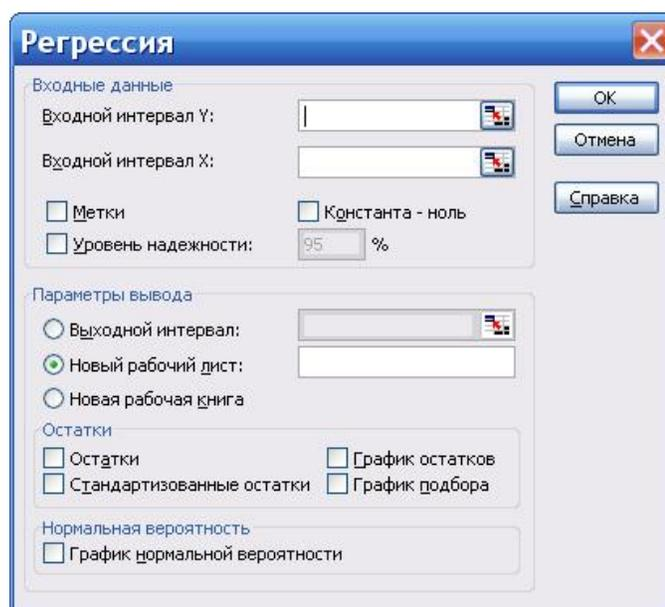 Регрессия
Входные данные
Входной интервал Y:
Входной интервал X:
Метки
Константа - ноль
Уровень надежности:
95
%
OK
Отмена
Справка
Параметры вывода
Выходной интервал:
Новый рабочий лист:
Новая рабочая книга
Остатки
Остатки
График остатков
Стандартизованные остатки
График подбора
Нормальная вероятность
График нормальной вероятности